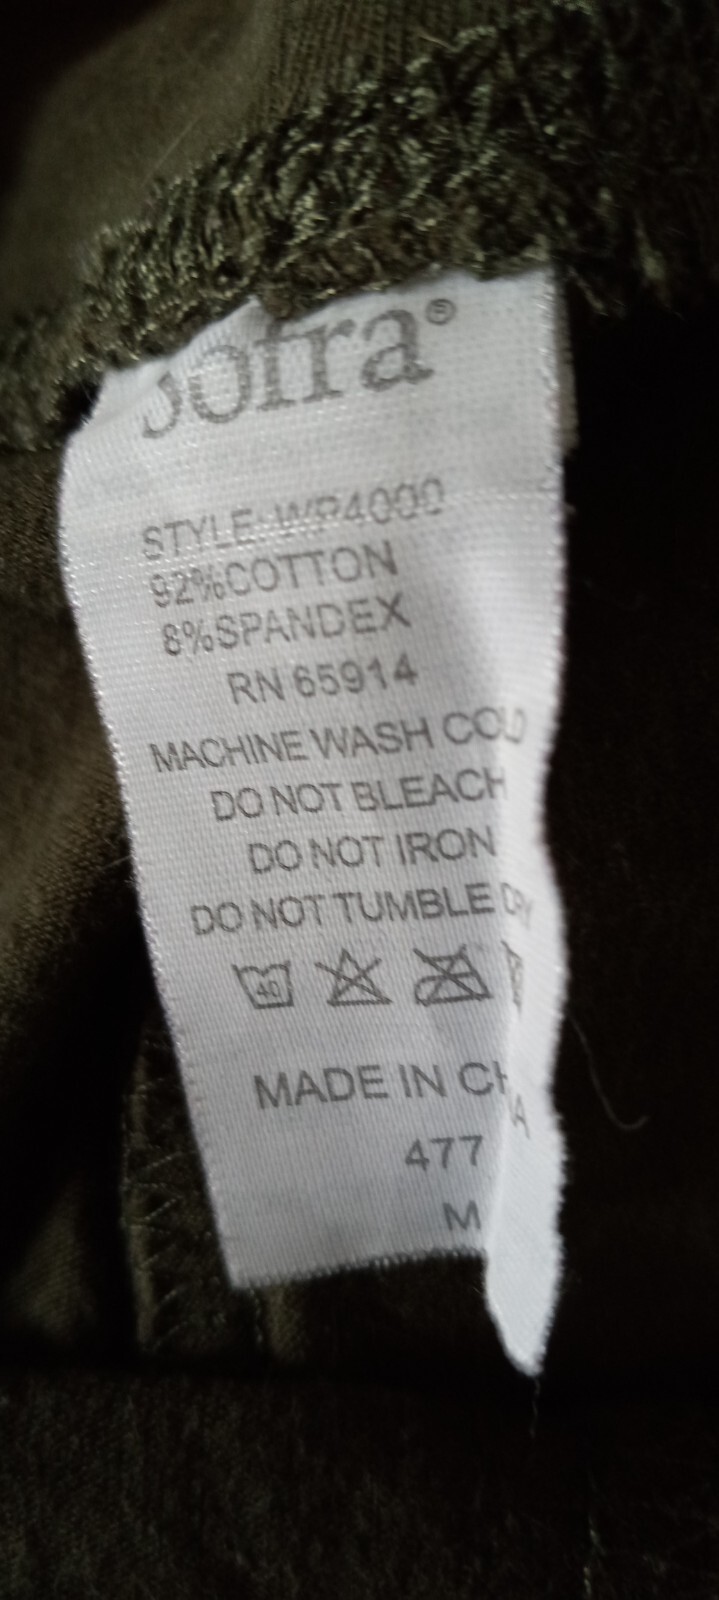 Sofra®
STYLE: WP4000
92%COTTON
8%SPANDEX
RN 65914
MACHINE WASH COLD
DO NOT BLEACH
DO NOT IRON
DO NOT TUMBLE DRY
40
MADE IN CHINA
477
M